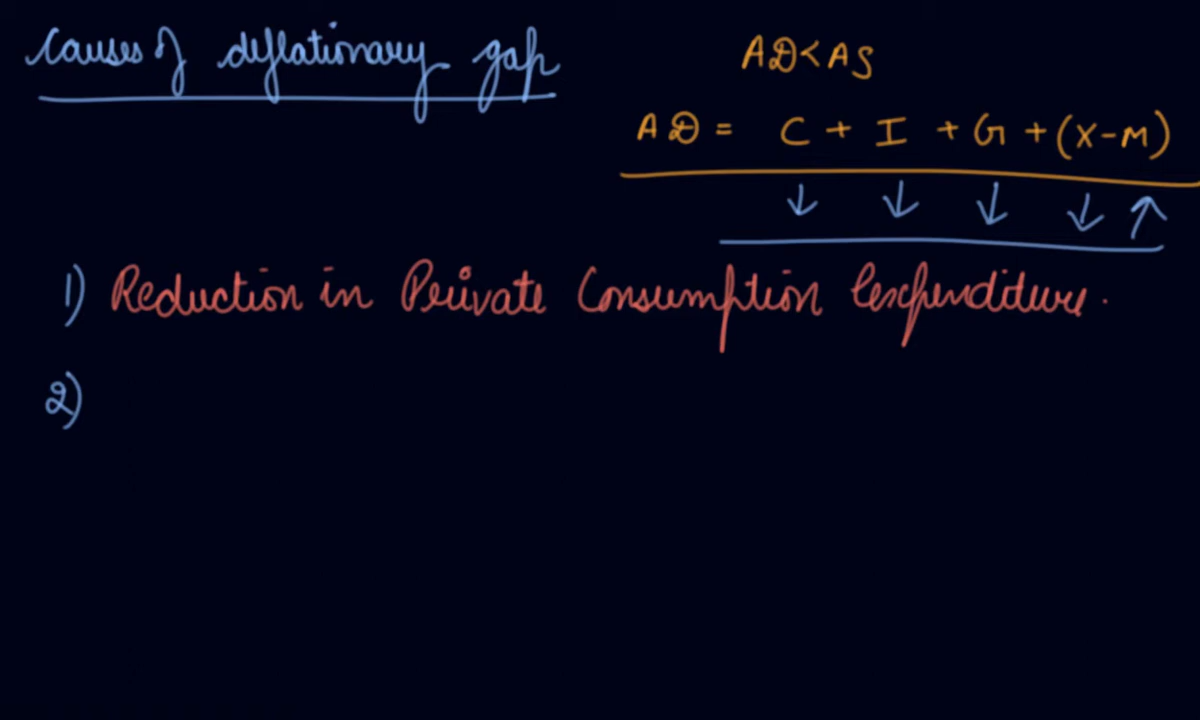 Causes of deflationary gap
AD < AS
AD = C + I + G + (X-M)
↓ ↓ ↓ ↓ ↑
1) Reduction in Private Consumption Expenditure.
2)